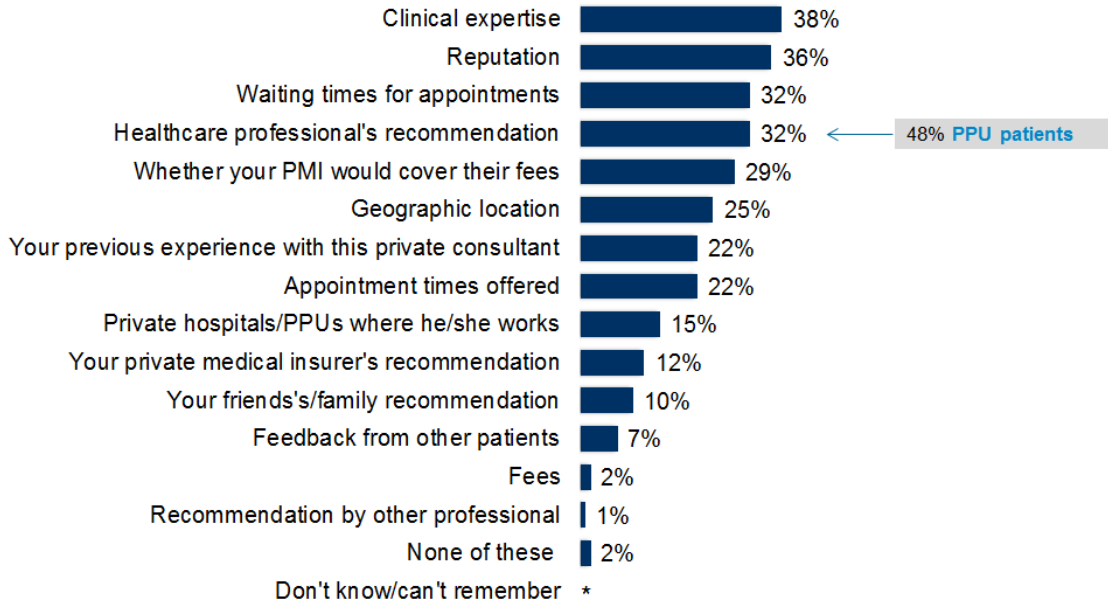 Clinical expertise 38%
Reputation 36%
Waiting times for appointments 32%
Healthcare professional's recommendation 32% 48% PPU patients
Whether your PMI would cover their fees 29%
Geographic location 25%
Your previous experience with this private consultant 22%
Appointment times offered 22%
Private hospitals/PPUs where he/she works 15%
Your private medical insurer's recommendation 12%
Your friends's/family recommendation 10%
Feedback from other patients 7%
Fees 2%
Recommendation by other professional 1%
None of these 2%
Don't know/can't remember *